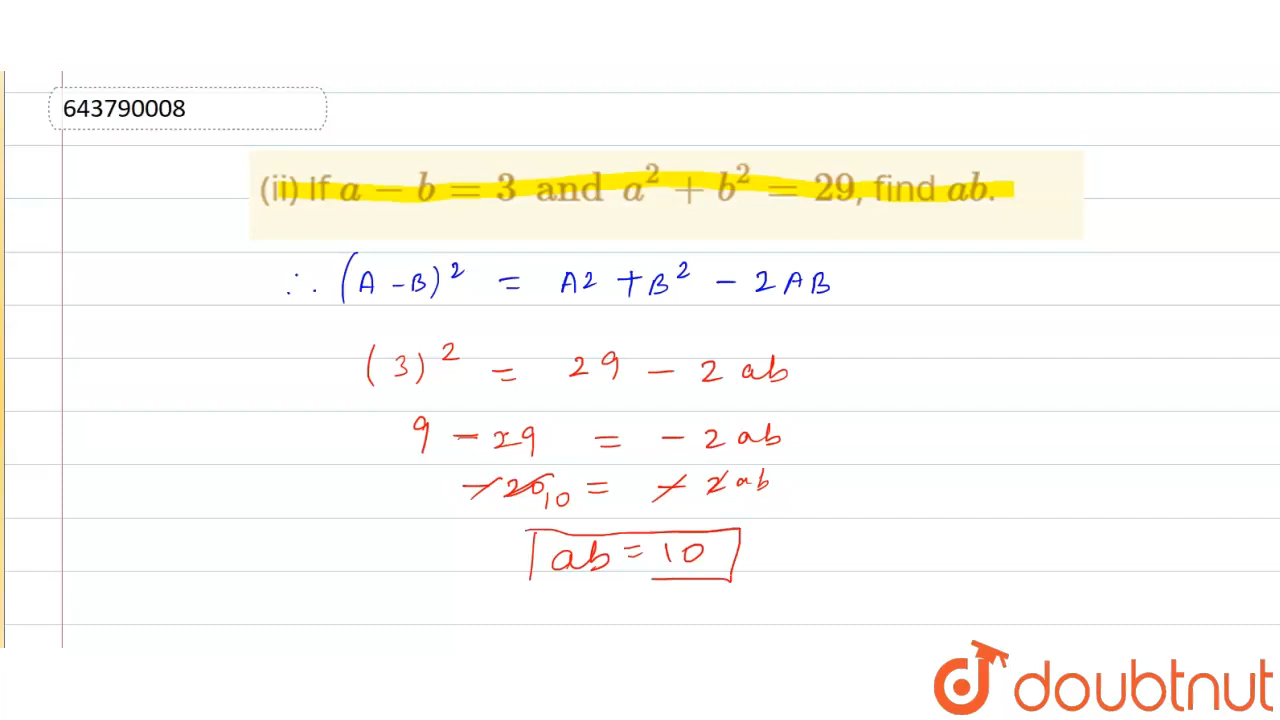 643790008
(ii) If a − b = 3 and a² + b² = 29, find ab.
∴ (A - B)² = A2 + B² - 2AB
(3)² = 29 - 2ab
9 - 29 = - 2ab
-20 10 = - 2ab
ab = 10
doubtnut